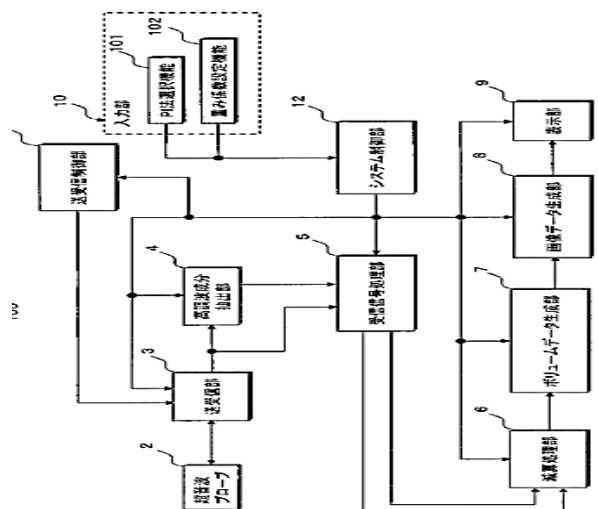 10
入力部
101
PI法選択機能
102
重み係数設定機能
送受信制御部
12
システム制御部
9
表示部
8
画像データ生成部
4
高調波成分
抽出部
5
受信信号処理部
7
ボリュームデータ生成部
3
送受信部
6
減算処理部
2
超音波
プローブ